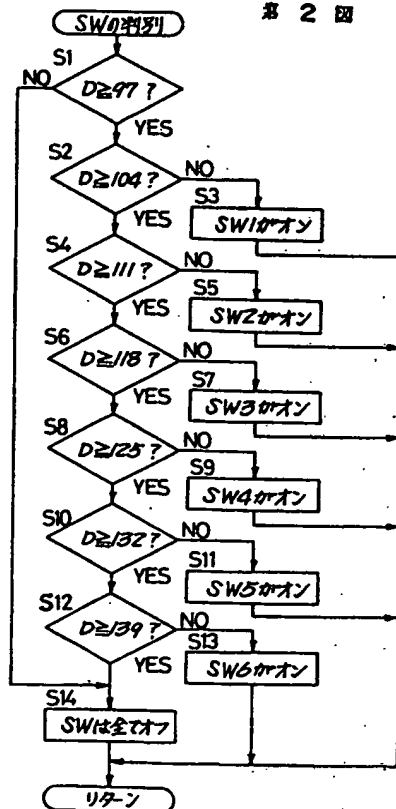 第 2 図
SWの判別
S1
NO
D≧97?
YES
S2
NO
D≧104?
S3
YES
SW1がオン
S4
NO
D≧111?
S5
YES
SW2がオン
S6
NO
D≧118?
S7
YES
SW3がオン
S8
NO
D≧125?
S9
YES
SW4がオン
S10
NO
D≧132?
S11
YES
SW5がオン
S12
NO
D≧139?
S13
YES
SW6がオン
S14
SWは全てオフ
リターン